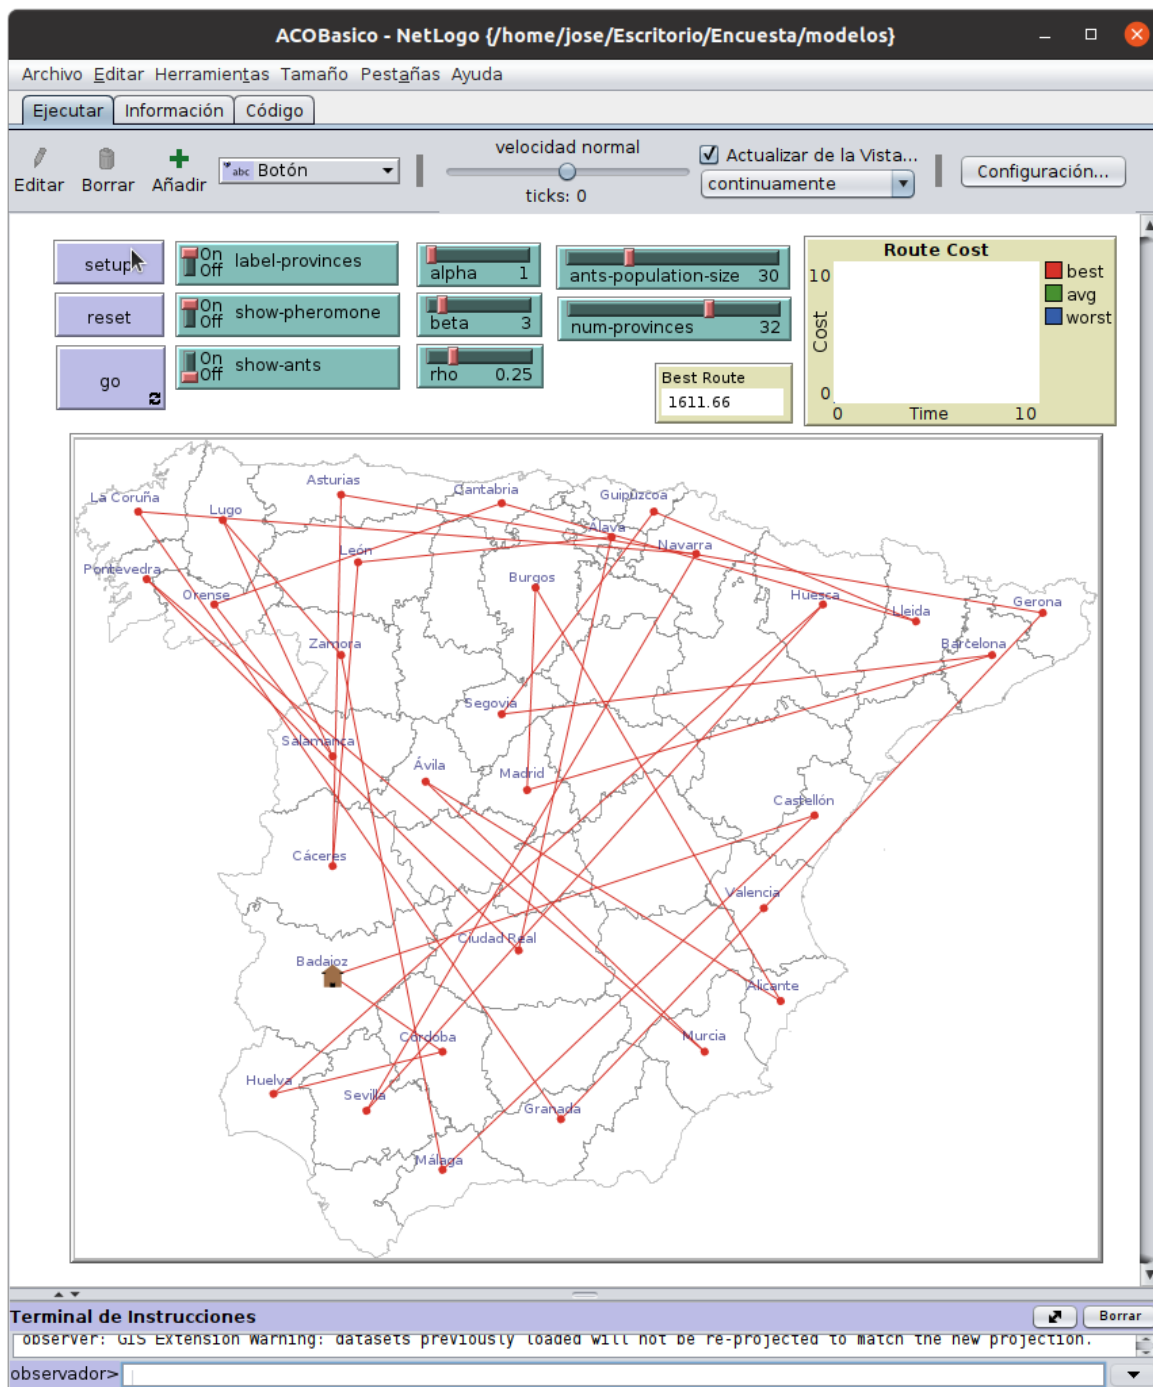 ACOBasico - NetLogo {/home/jose/Escritorio/Encuesta/modelos}
Archivo Editar Herramientas Tamaño Pestañas Ayuda
Ejecutar Información Código
Editar Borrar Añadir
abc Botón
velocidad normal
ticks: 0
Actualizar de la Vista...
continuamente
Configuración...
setup
reset
go
On
Off
label-provinces
On
Off
show-pheromone
On
Off
show-ants
alpha 1
beta 3
rho 0.25
ants-population-size 30
num-provinces 32
Best Route
1611.66
Route Cost
10
Cost
0
0 Time 10
best
avg
worst
Asturias
Cantabria
Guipúzcoa
La Coruña
Lugo
Alava
León
Navarra
Pontevedra
Burgos
Orense
Huesca
Lleida
Gerona
Zamora
Barcelona
Segovia
Salamanca
Ávila
Madrid
Castellón
Cáceres
Valencia
Ciudad Real
Badajoz
Alicante
Córdoba
Murcia
Huelva
Sevilla
Granada
Málaga
Terminal de Instrucciones
Borrar
observer: GIS Extension Warning: datasets previously loaded will not be re-projected to match the new projection.
observador>